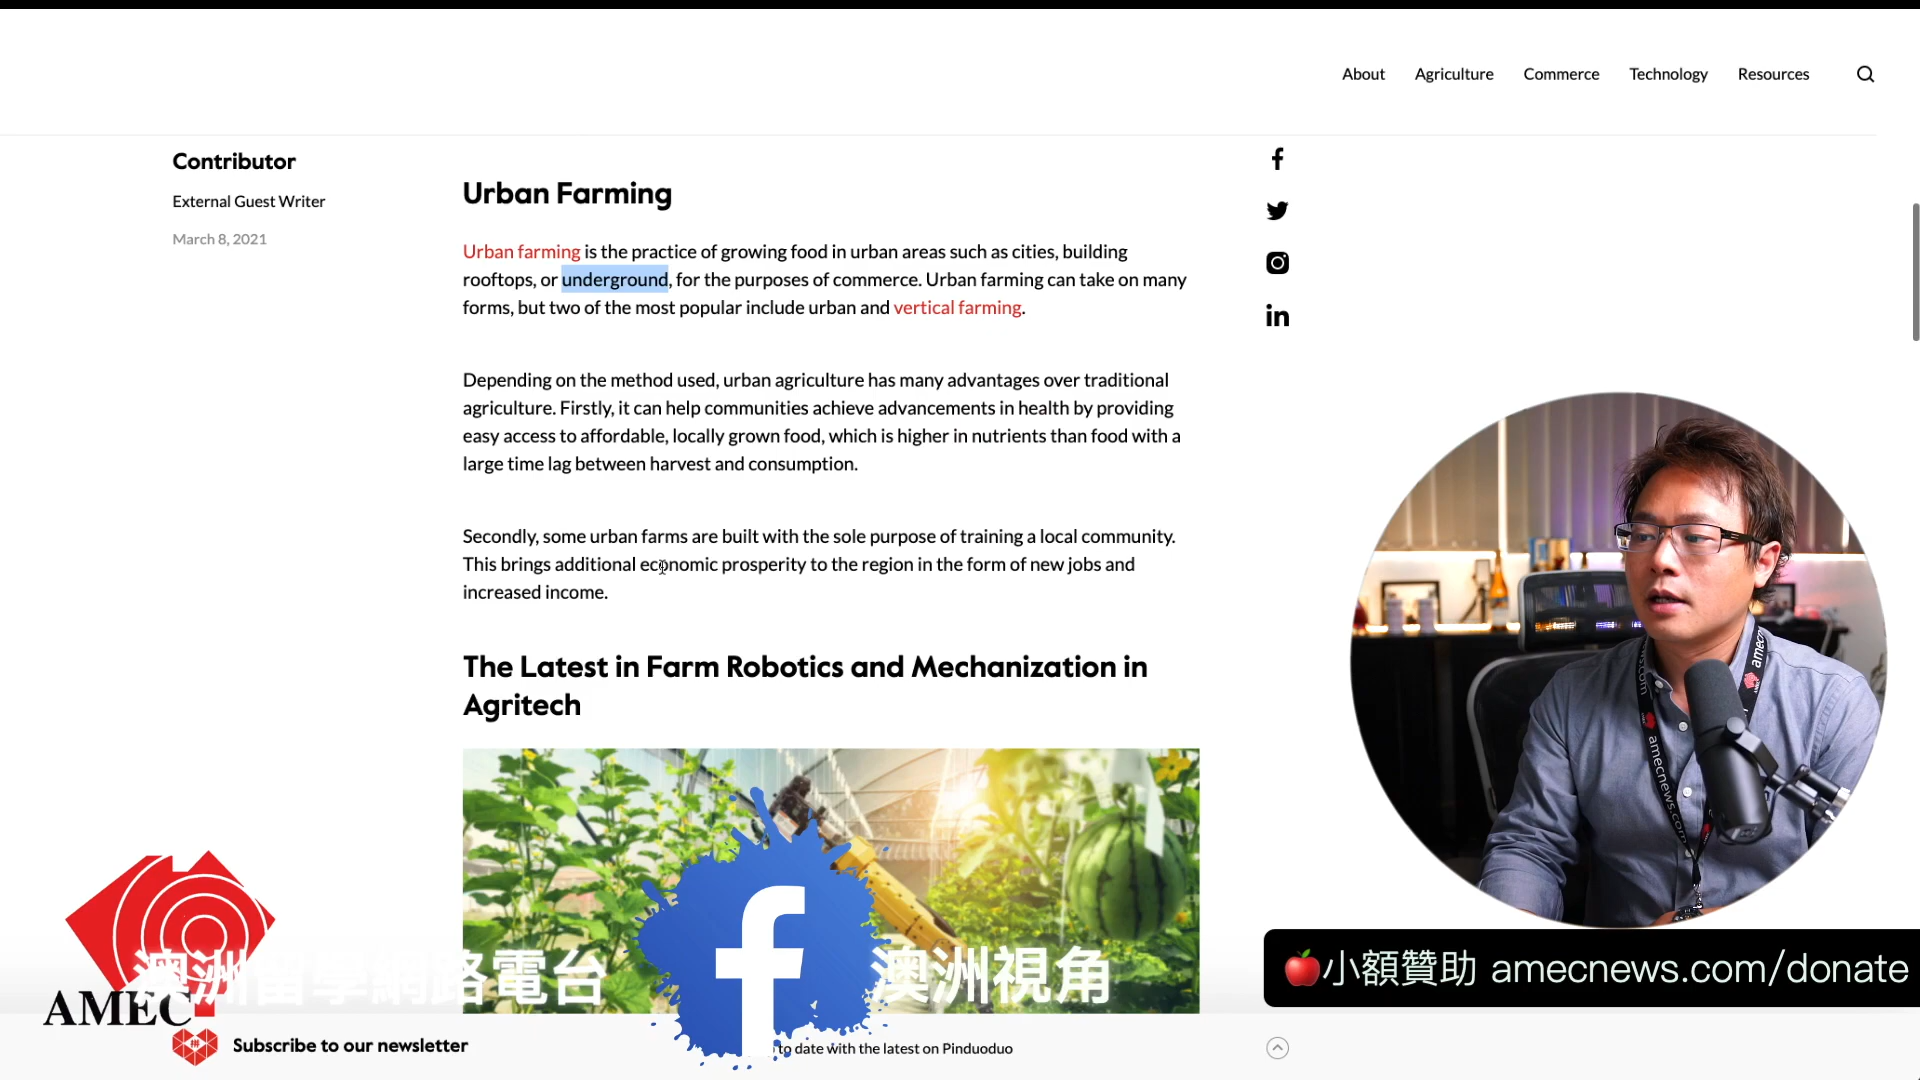 About Agriculture Commerce Technology Resources
Contributor
External Guest Writer
March 8, 2021
Urban Farming
Urban farming is the practice of growing food in urban areas such as cities, building
rooftops, or underground, for the purposes of commerce. Urban farming can take on many
forms, but two of the most popular include urban and vertical farming.
Depending on the method used, urban agriculture has many advantages over traditional
agriculture. Firstly, it can help communities achieve advancements in health by providing
easy access to affordable, locally grown food, which is higher in nutrients than food with a
large time lag between harvest and consumption.
Secondly, some urban farms are built with the sole purpose of training a local community.
This brings additional economic prosperity to the region in the form of new jobs and
increased income.
The Latest in Farm Robotics and Mechanization in
Agritech
amecnews.com
澳洲留學網路電台
澳洲視角
AMEC
小額贊助 amecnews.com/donate
Subscribe to our newsletter
to date with the latest on Pinduoduo